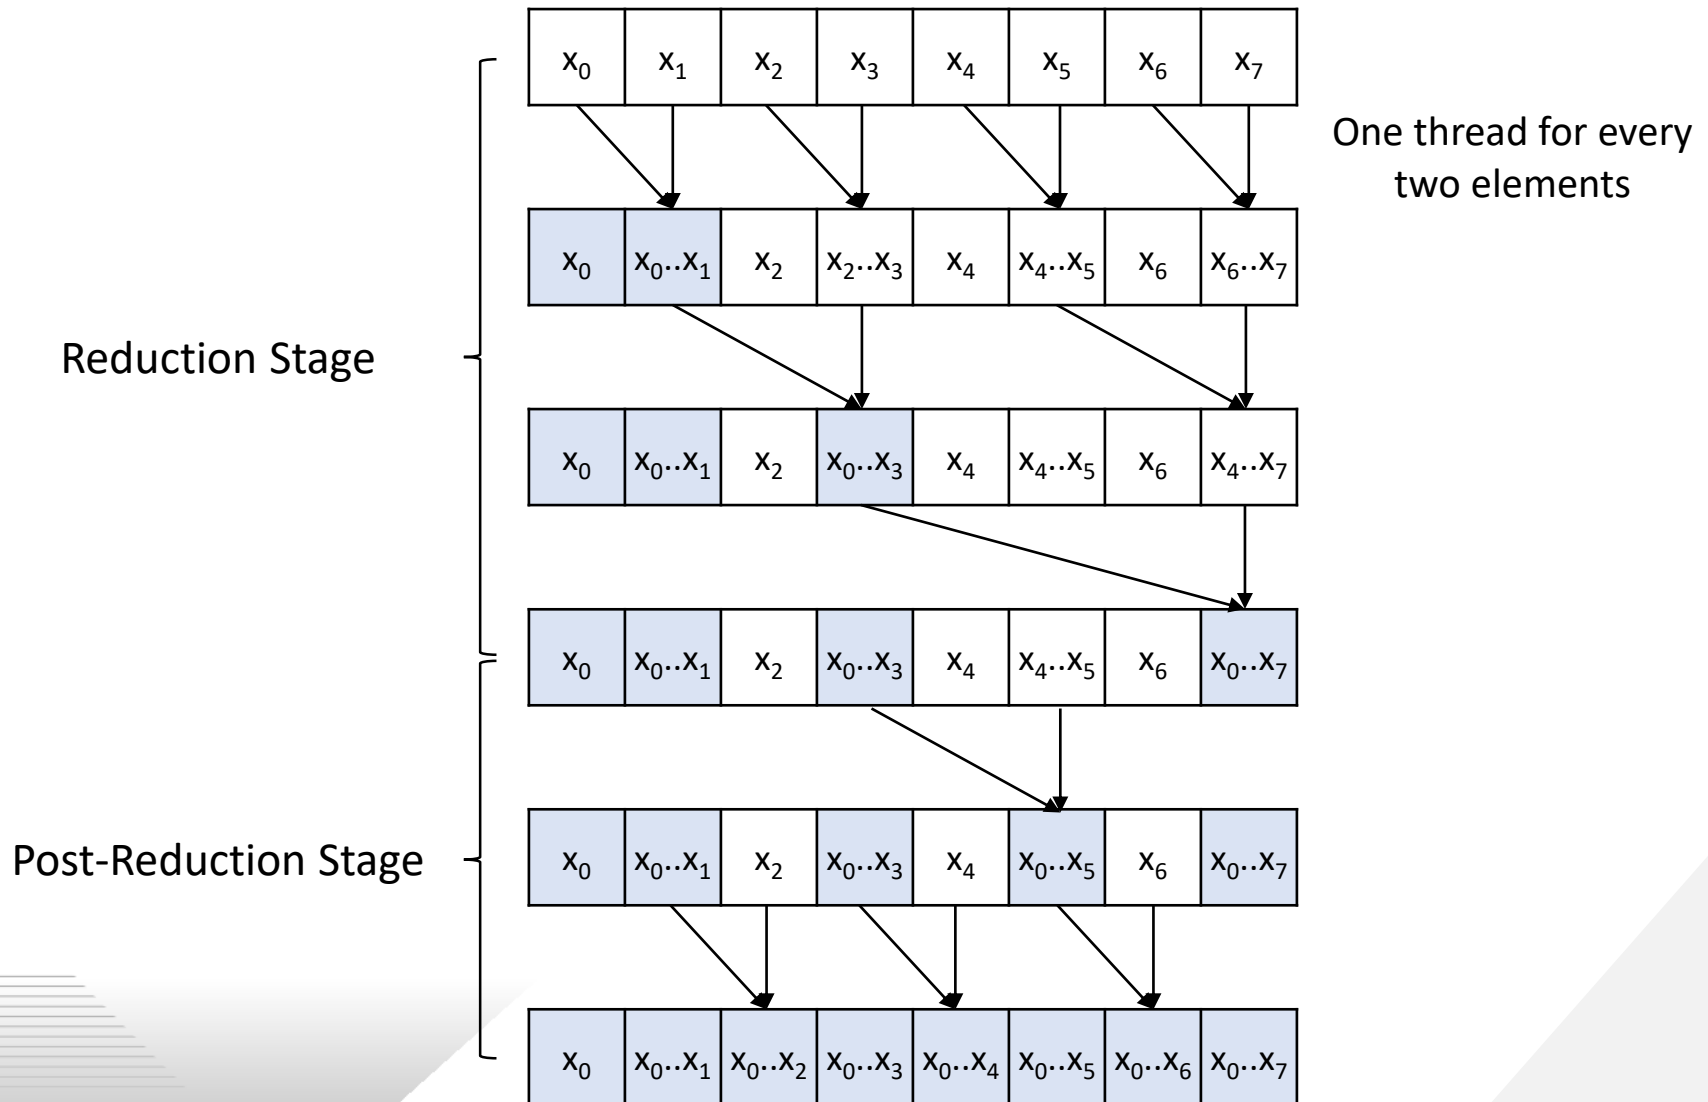 x₀ x₁ x₂ x₃ x₄ x₅ x₆ x₇
One thread for every
two elements
x₀ x₀..x₁ x₂ x₂..x₃ x₄ x₄..x₅ x₆ x₆..x₇
Reduction Stage
x₀ x₀..x₁ x₂ x₀..x₃ x₄ x₄..x₅ x₆ x₄..x₇
x₀ x₀..x₁ x₂ x₀..x₃ x₄ x₄..x₅ x₆ x₀..x₇
Post-Reduction Stage
x₀ x₀..x₁ x₂ x₀..x₃ x₄ x₀..x₅ x₆ x₀..x₇
x₀ x₀..x₁ x₀..x₂ x₀..x₃ x₀..x₄ x₀..x₅ x₀..x₆ x₀..x₇